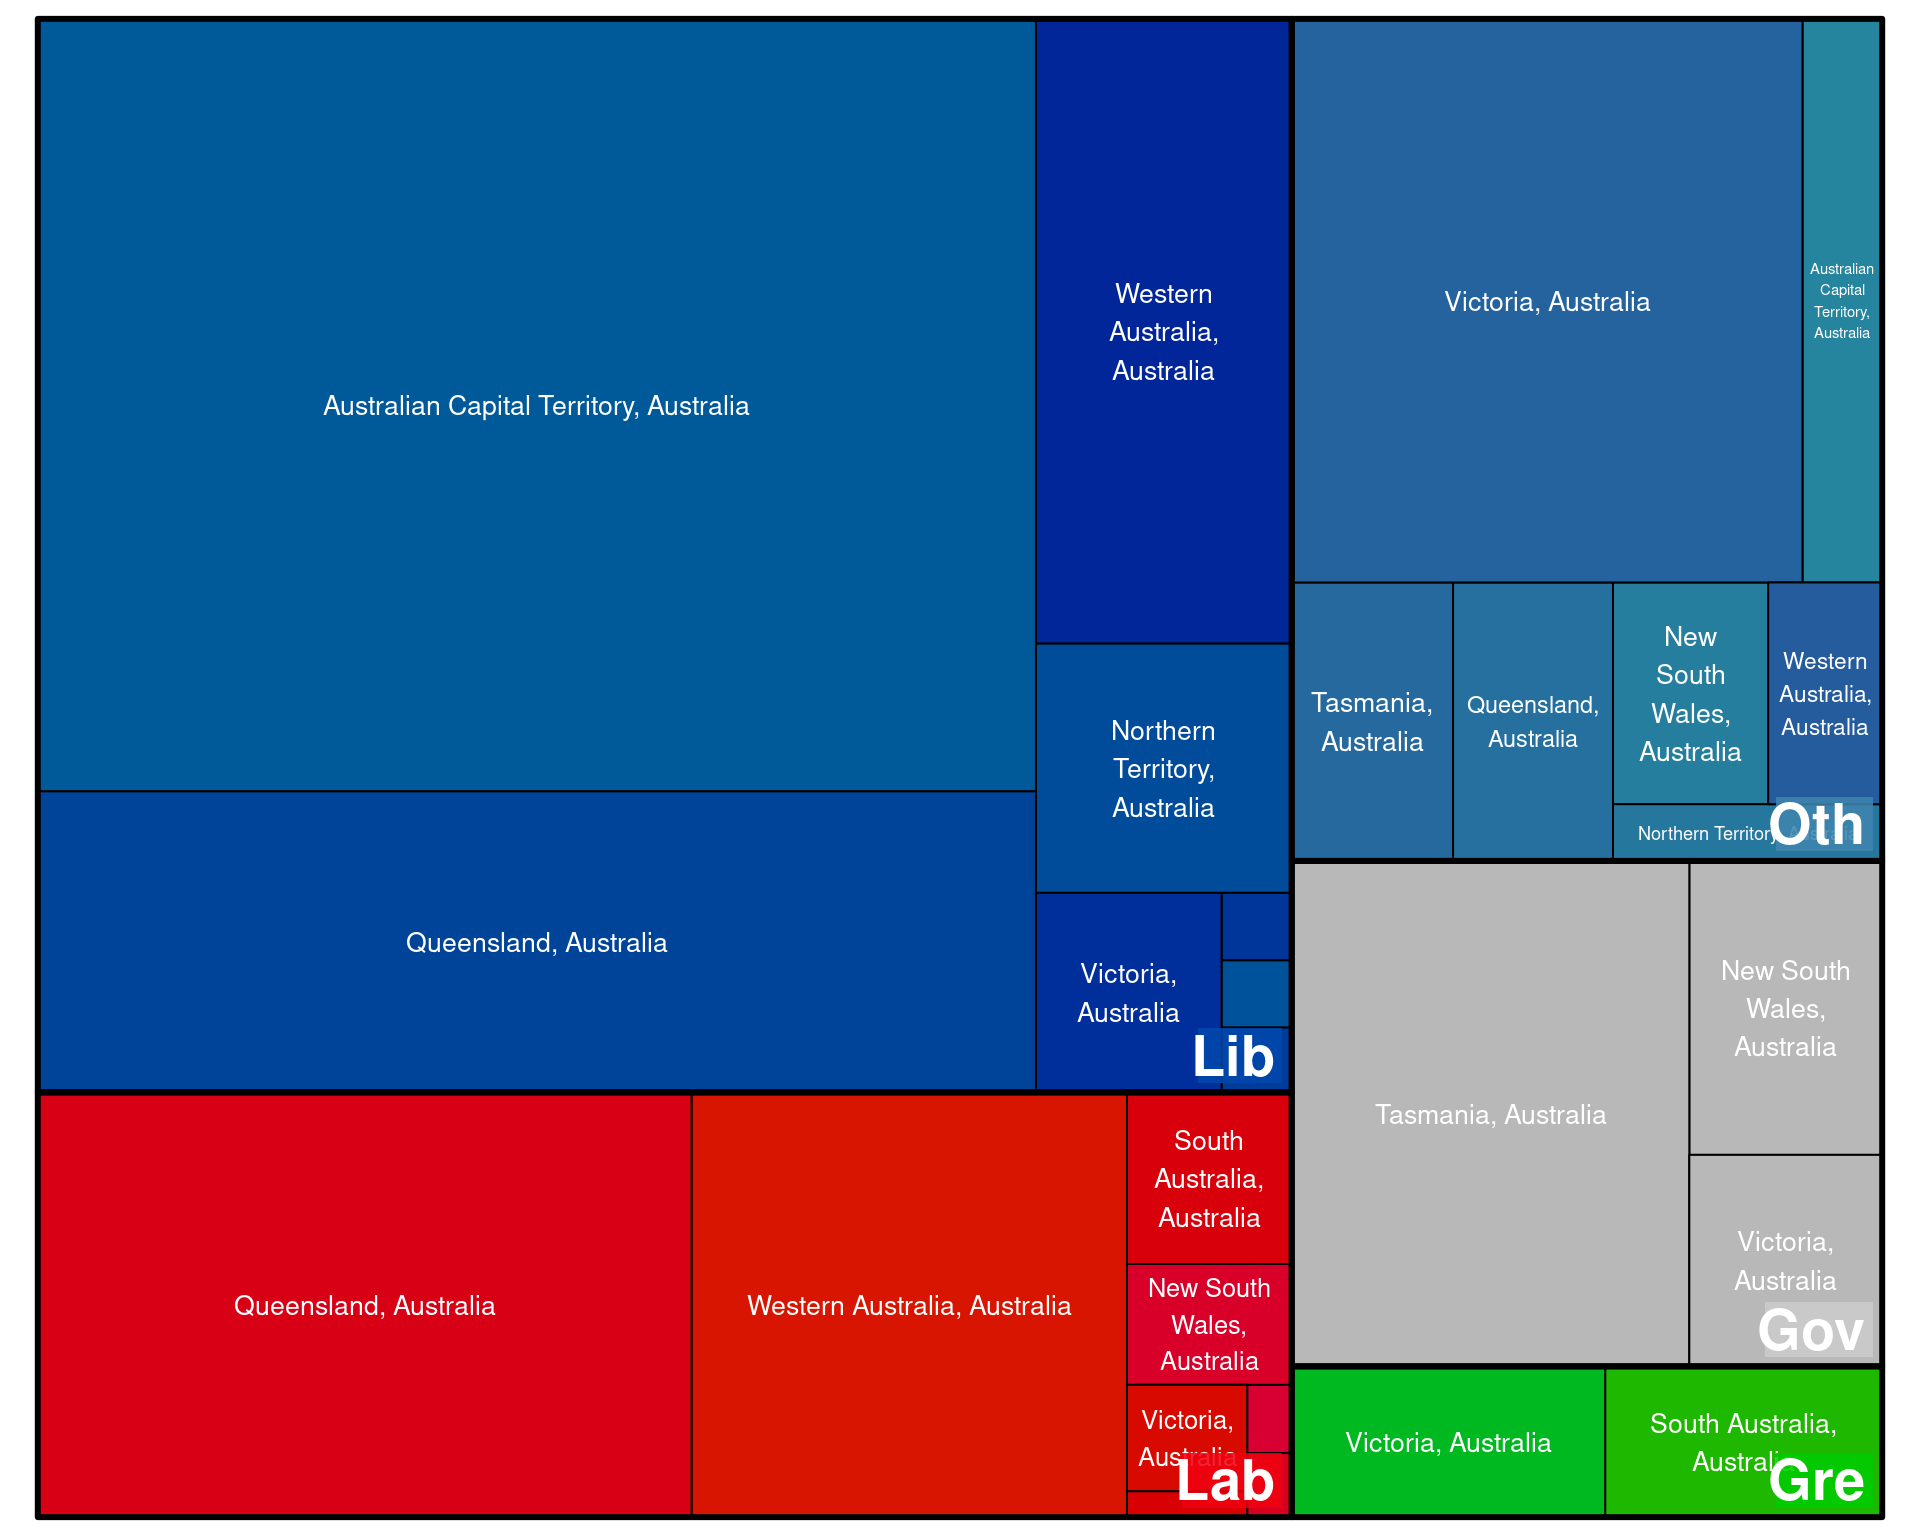 Australian Capital Territory, Australia
Western
Australia,
Australia
Northern
Territory,
Australia
Queensland, Australia
Victoria,
Australia
Lib
Queensland, Australia
Western Australia, Australia
South
Australia,
Australia
New South
Wales,
Australia
Victoria,
Australia
Lab
Victoria, Australia
Australian
Capital
Territory,
Australia
Tasmania,
Australia
Queensland,
Australia
New
South
Wales,
Australia
Western
Australia,
Australia
Northern Territory, Australia
Oth
Tasmania, Australia
New South
Wales,
Australia
Victoria,
Australia
Gov
Victoria, Australia
South Australia,
Australia
Gre